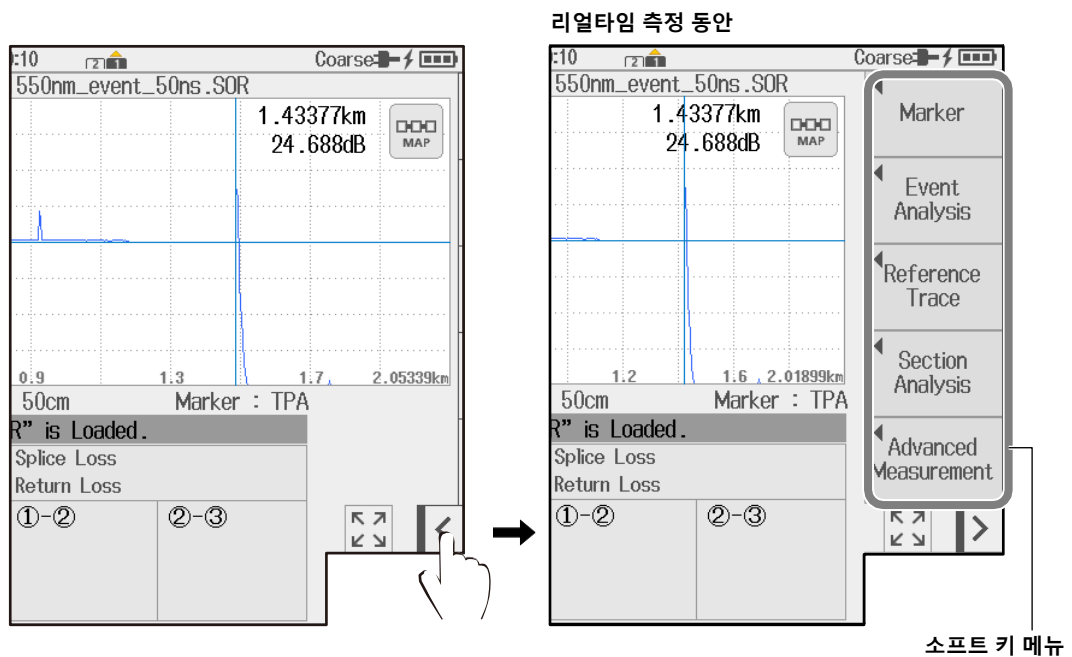 리얼타임 측정 동안
:10 2 1 Coarse
550nm_event_50ns.SOR
1.43377km
24.688dB
MAP
0.9 1.3 1.7 2.05339km
50cm Marker : TPA
R” is Loaded.
Splice Loss
Return Loss
①-② ②-③
:10 2 1 Coarse
550nm_event_50ns.SOR
1.43377km
24.688dB
MAP
1.2 1.6 2.01899km
50cm Marker : TPA
R” is Loaded.
Splice Loss
Return Loss
①-② ②-③
Marker
Event
Analysis
Reference
Trace
Section
Analysis
Advanced
Measurement
소프트 키 메뉴